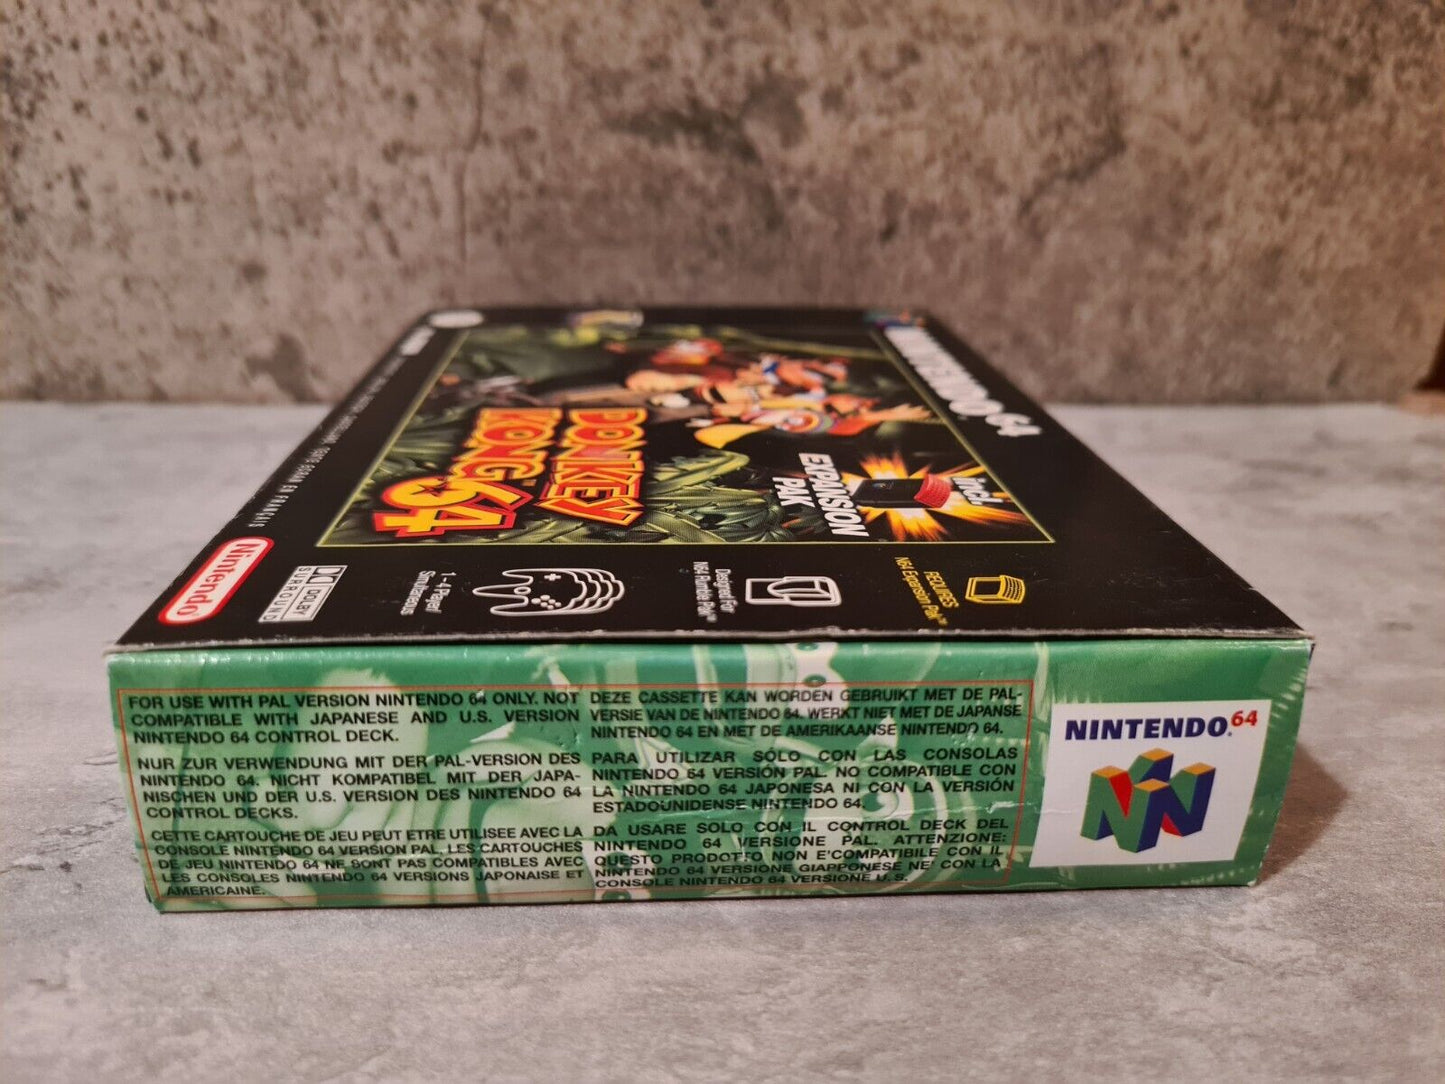 NINTENDO 64
DONKEY
KONG 64
™
incl.
EXPANSION
PAK
TEXTE ECRAN EN FRANÇAIS
Nintendo
DOLBY
SURROUND
1 - 4 Player
Simultaneous
Designed For
N64 Rumble Pak™
REQUIRES
N64 Expansion Pak™
FOR USE WITH PAL VERSION NINTENDO 64 ONLY. NOT
COMPATIBLE WITH JAPANESE AND U.S. VERSION
NINTENDO 64 CONTROL DECK.
NUR ZUR VERWENDUNG MIT DER PAL-VERSION DES
NINTENDO 64. NICHT KOMPATIBEL MIT DER JAPA-
NISCHEN UND DER U.S. VERSION DES NINTENDO 64
CONTROL DECKS.
CETTE CARTOUCHE DE JEU PEUT ETRE UTILISEE AVEC LA
CONSOLE NINTENDO 64 VERSION PAL. LES CARTOUCHES
DE JEU NINTENDO 64 NE SONT PAS COMPATIBLES AVEC
LES CONSOLES NINTENDO 64 VERSIONS JAPONAISE ET
AMERICAINE.
DEZE CASSETTE KAN WORDEN GEBRUIKT MET DE PAL-
VERSIE VAN DE NINTENDO 64. WERKT NIET MET DE JAPANSE
NINTENDO 64 EN MET DE AMERIKAANSE NINTENDO 64.
PARA UTILIZAR SÓLO CON LAS CONSOLAS
NINTENDO 64 VERSIÓN PAL. NO COMPATIBLE CON
LA NINTENDO 64 JAPONESA NI CON LA VERSIÓN
ESTADOUNIDENSE NINTENDO 64.
DA USARE SOLO CON IL CONTROL DECK DEL
NINTENDO 64 VERSIONE PAL. ATTENZIONE:
QUESTO PRODOTTO NON E'COMPATIBILE CON IL
NINTENDO 64 VERSIONE GIAPPONESE NE' CON LA
CONSOLE NINTENDO 64 VERSIONE U.S.
NINTENDO 64